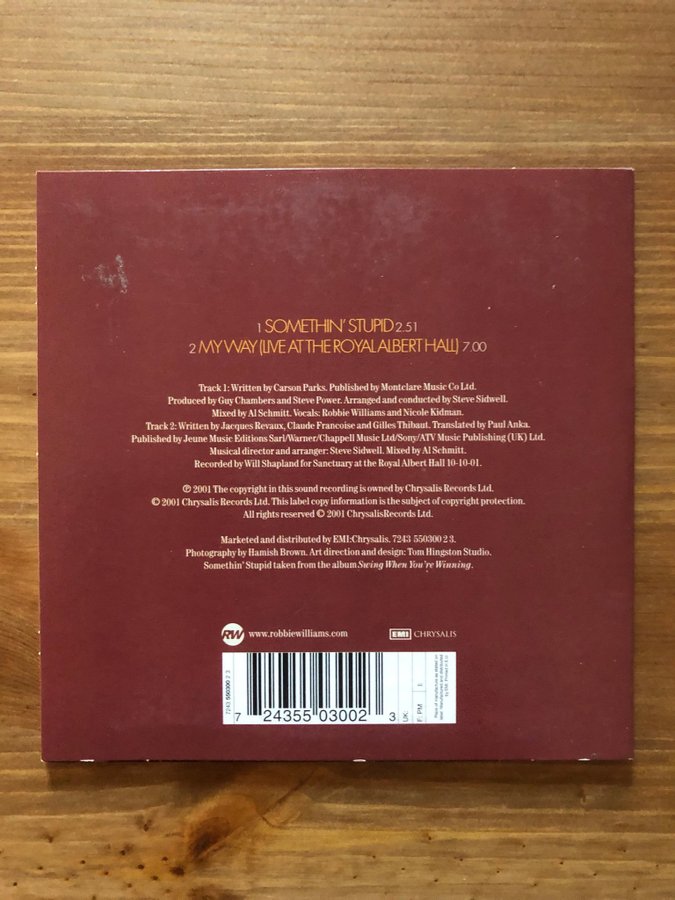 1 SOMETHIN' STUPID 2.51
2 MY WAY (LIVE AT THE ROYAL ALBERT HALL) 7.00
Track 1: Written by Carson Parks. Published by Montclare Music Co Ltd.
Produced by Guy Chambers and Steve Power. Arranged and conducted by Steve Sidwell.
Mixed by Al Schmitt. Vocals: Robbie Williams and Nicole Kidman.
Track 2: Written by Jacques Revaux, Claude Francoise and Gilles Thibaut. Translated by Paul Anka.
Published by Jeune Music Editions Sarl/Warner/Chappell Music Ltd/Sony/ATV Music Publishing (UK) Ltd.
Musical director and arranger: Steve Sidwell. Mixed by Al Schmitt.
Recorded by Will Shapland for Sanctuary at the Royal Albert Hall 10-10-01.
℗ 2001 The copyright in this sound recording is owned by Chrysalis Records Ltd.
© 2001 Chrysalis Records Ltd. This label copy information is the subject of copyright protection.
All rights reserved © 2001 ChrysalisRecords Ltd.
Marketed and distributed by EMI:Chrysalis. 7243 550300 2 3.
Photography by Hamish Brown. Art direction and design: Tom Hingston Studio.
Somethin' Stupid taken from the album Swing When You're Winning.
RW www.robbiewilliams.com EMI CHRYSALIS
7243 550300 2 3
7 24355 03002 3
UK:
F: PM I